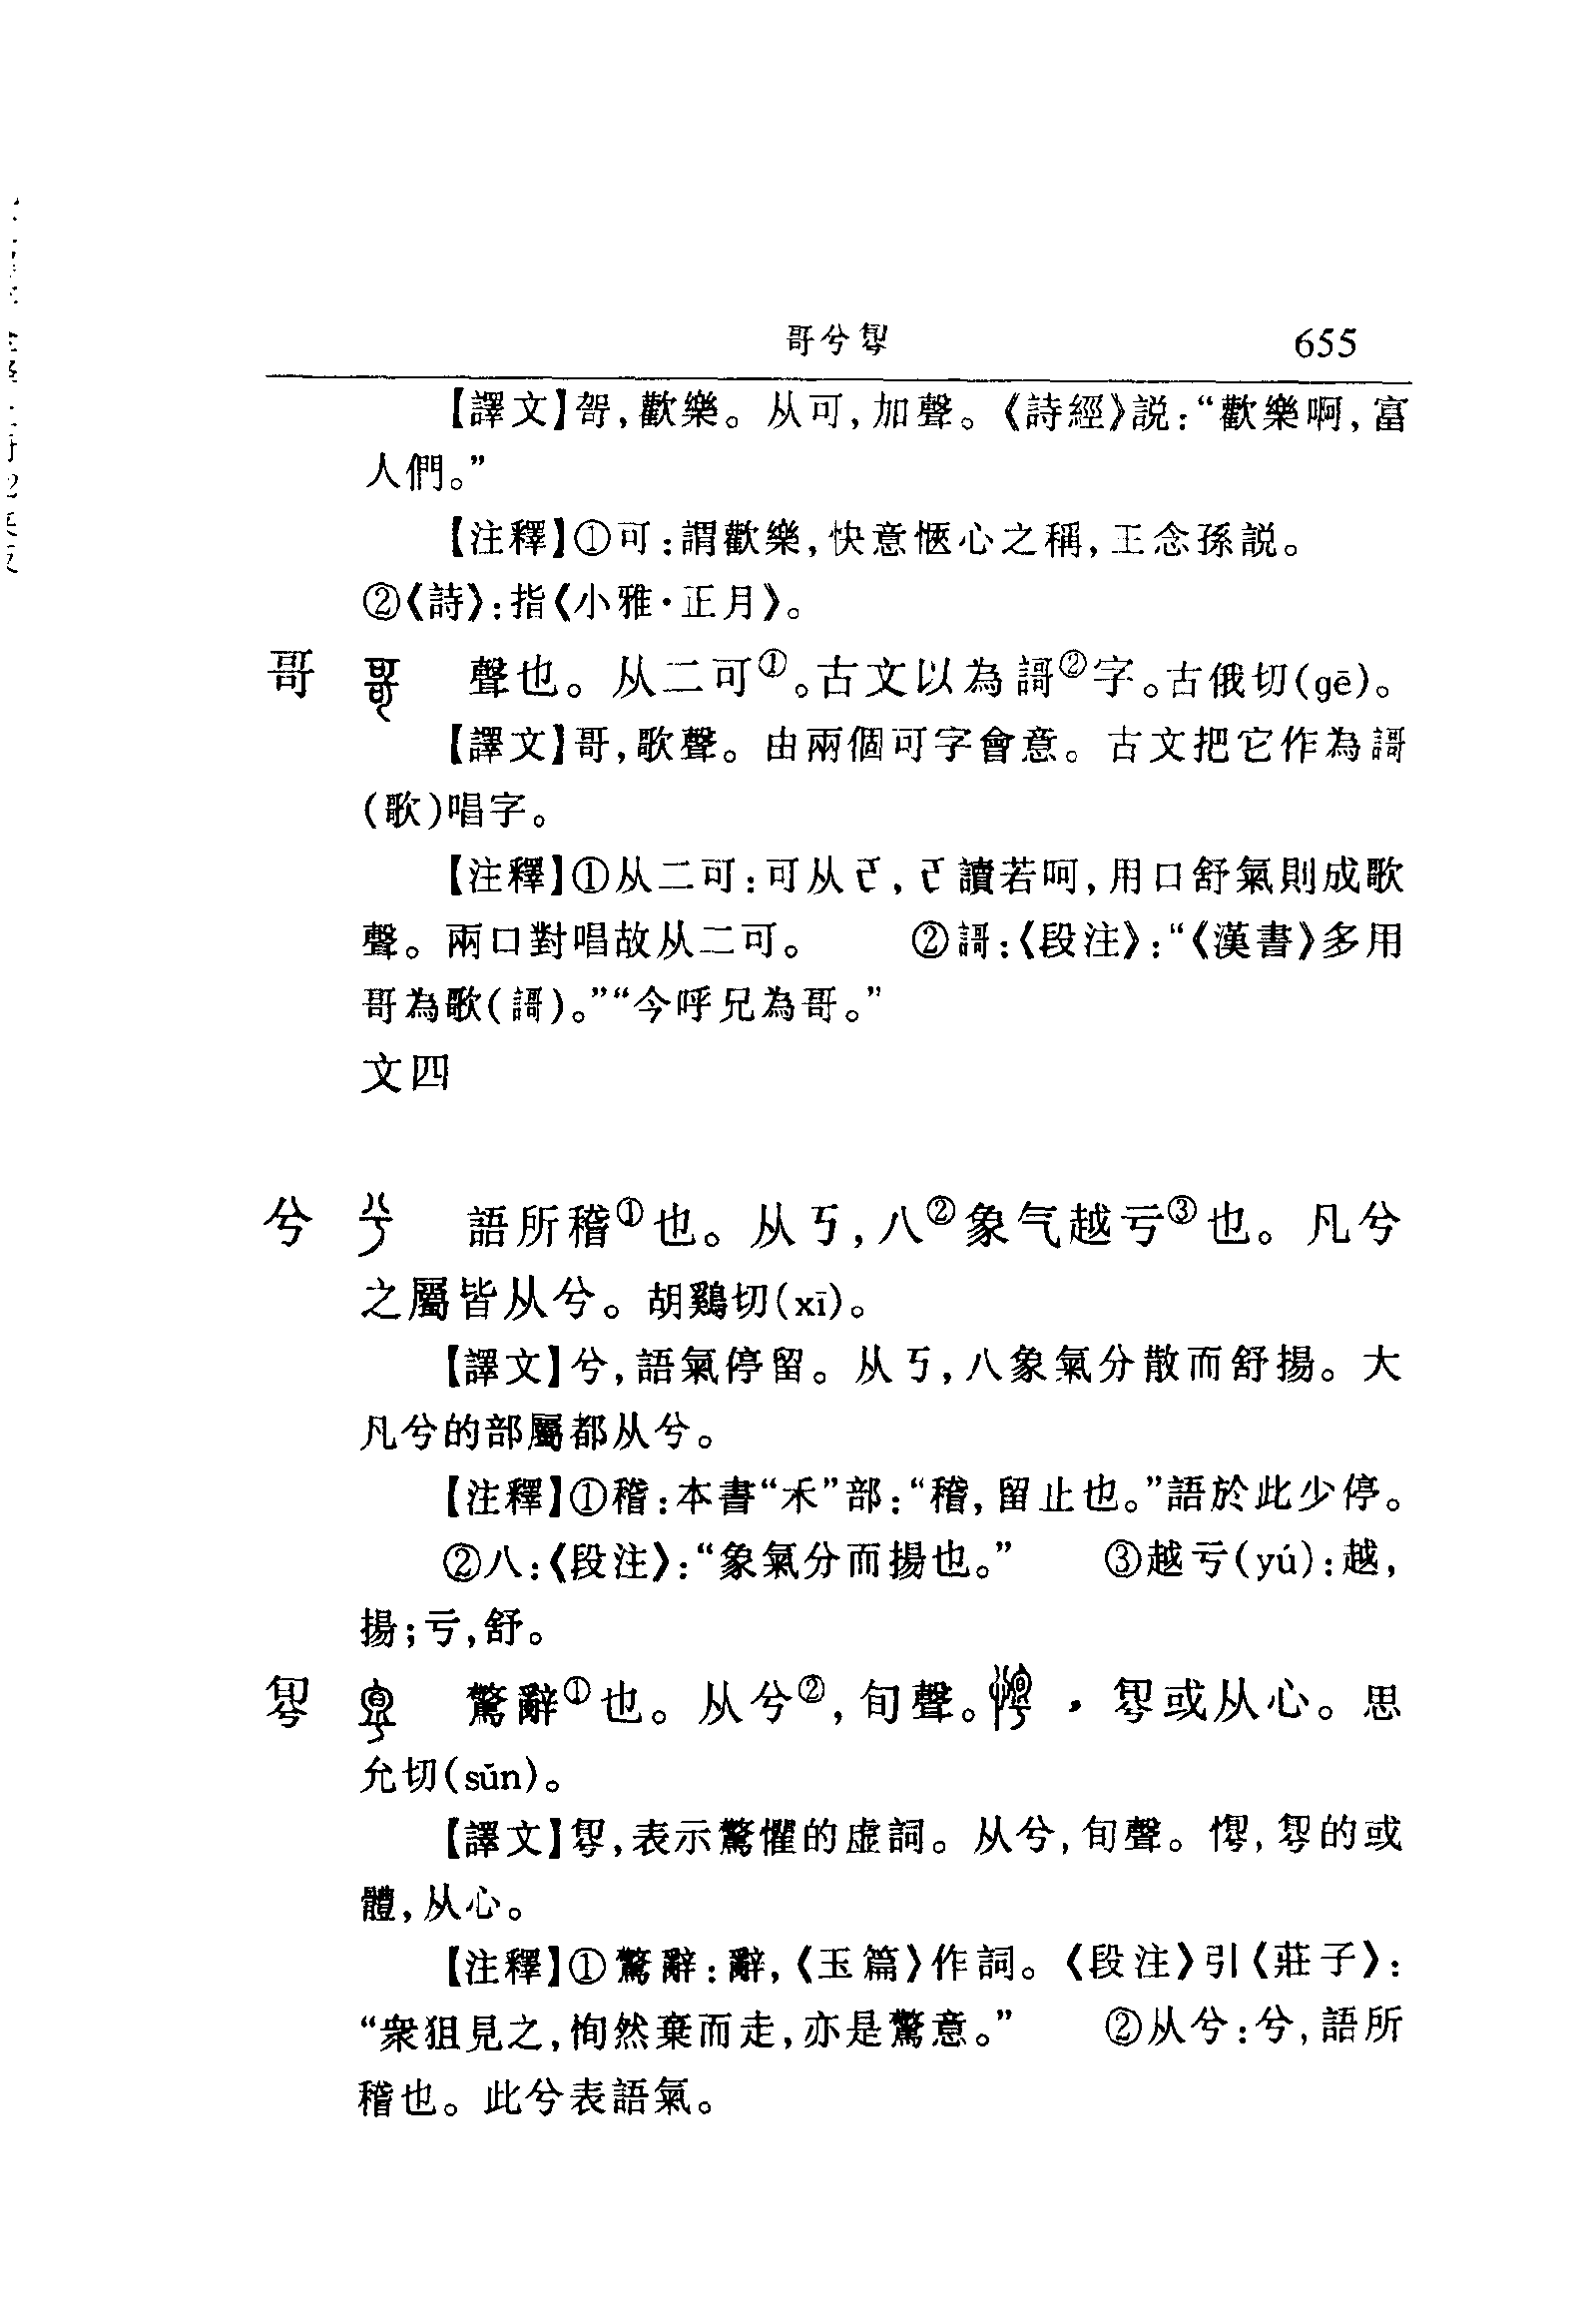 哥兮㔼 655
【譯文】哿,歡樂。从可,加聲。《詩經》説:“歡樂啊,富
人們。”
【注釋】①可:謂歡樂,快意愜心之稱,王念孫説。
②《詩》:指《小雅·正月》。
哥 聲也。从二可①。古文以為謌②字。古俄切(gē)。
【譯文】哥,歌聲。由兩個可字會意。古文把它作為謌
(歌)唱字。
【注釋】①从二可:可从𠀀,𠀀讀若呵,用口舒氣則成歌
聲。兩口對唱故从二可。 ②謌:《段注》:“《漢書》多用
哥為歌(謌)。”“今呼兄為哥。”
文四
兮 語所稽①也。从丂,八②象气越亏③也。凡兮
之屬皆从兮。胡鷄切(xī)。
【譯文】兮,語氣停留。从丂,八象氣分散而舒揚。大
凡兮的部屬都从兮。
【注釋】①稽:本書“禾”部:“稽,留止也。”語於此少停。
②八:《段注》:“象氣分而揚也。” ③越亏(yú):越,
揚;亏,舒。
驚辭①也。从兮②,旬聲。,或从心。思
允切(sǔn)。
【譯文】,表示驚懼的虚詞。从兮,旬聲。,的或
體,从心。
【注釋】①驚辭:辭,《玉篇》作詞。《段注》引《莊子》:
“衆狙見之,恂然棄而走,亦是驚意。” ②从兮:兮,語所
稽也。此兮表語氣。